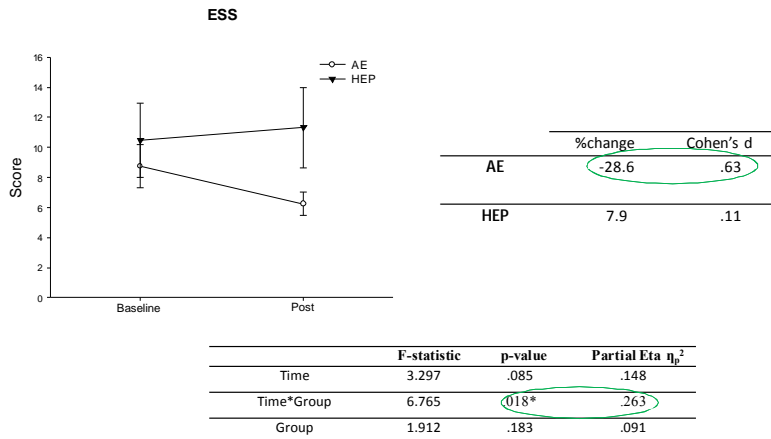 ESS
AE
HEP
16
14
12
10
8
6
4
2
0
Score
Baseline Post
%change Cohen's d
AE -28.6 .63
HEP 7.9 .11
F-statistic p-value Partial Eta ηp²
Time 3.297 .085 .148
Time*Group 6.765 .018* .263
Group 1.912 .183 .091